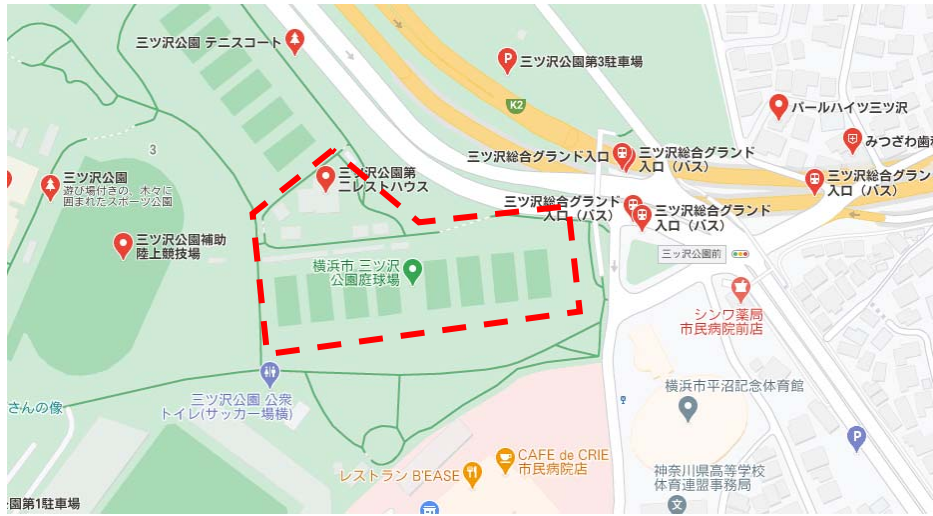 三ツ沢公園 テニスコート
三ツ沢公園第3駐車場
K2
パールハイツ三ツ沢
みつざわ歯科
三ツ沢総合グランド入口
三ツ沢総合グランド
入口（バス）
三ツ沢公園第
二レストハウス
三ツ沢公園
遊び場付きの、木々に
囲まれたスポーツ公園
3
三ツ沢総合グラン
入口（バス）
三ツ沢総合グランド
入口（バス）
三ツ沢総合グランド
入口（バス）
三ツ沢公園補助
陸上競技場
三ッ沢公園前
横浜市 三ツ沢
公園庭球場
シンワ薬局
市民病院前店
三ツ沢公園 公衆
トイレ(サッカー場横)
横浜市平沼記念体育館
さんの像
CAFE de CRIE
市民病院店
レストラン B'EASE
神奈川県高等学校
体育連盟事務局
文
P
公園第1駐車場